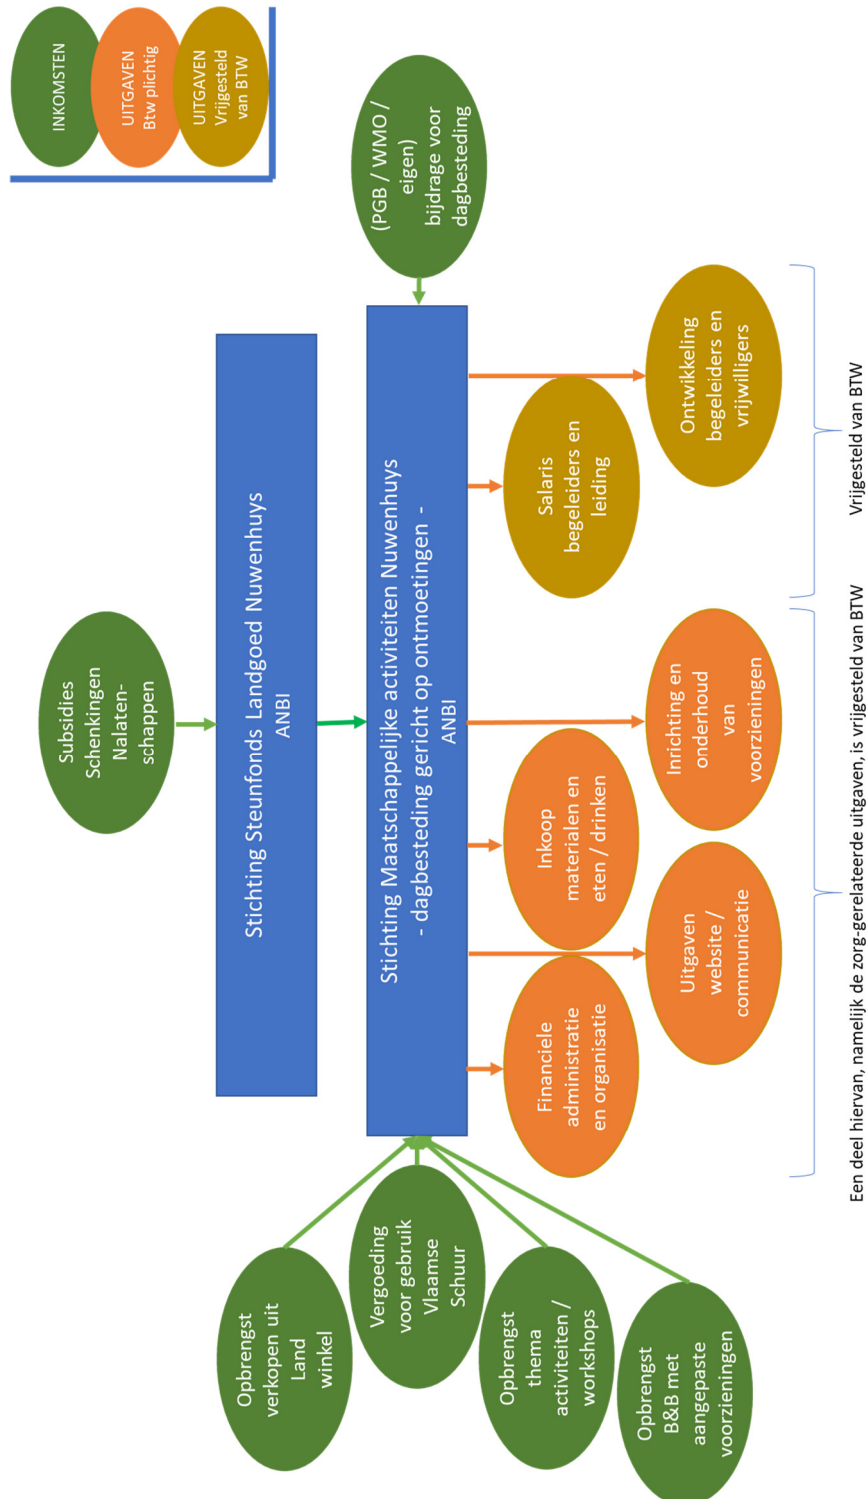 INKOMSTEN
UITGAVEN
Btw plichtig
UITGAVEN
Vrijgesteld
van BTW
Subsidies
Schenkingen
Nalaten-
schappen
Stichting Steunfonds Landgoed Nuwenhuys
ANBI
Stichting Maatschappelijke activiteiten Nuwenhuys
- dagbesteding gericht op ontmoetingen -
ANBI
(PGB / WMO /
eigen)
bijdrage voor
dagbesteding
Opbrengst
verkopen uit
Land
winkel
Vergoeding
voor gebruik
Vlaamse
Schuur
Opbrengst
thema
activiteiten /
workshops
Opbrengst
B&B met
aangepaste
voorzieningen
Financiele
administratie
en organisatie
Uitgaven
website /
communicatie
Inkoop
materialen en
eten / drinken
Inrichting en
onderhoud
van
voorzieningen
Salaris
begeleiders en
leiding
Ontwikkeling
begeleiders en
vrijwilligers
Een deel hiervan, namelijk de zorg-gerelateerde uitgaven, is vrijgesteld van BTW
Vrijgesteld van BTW